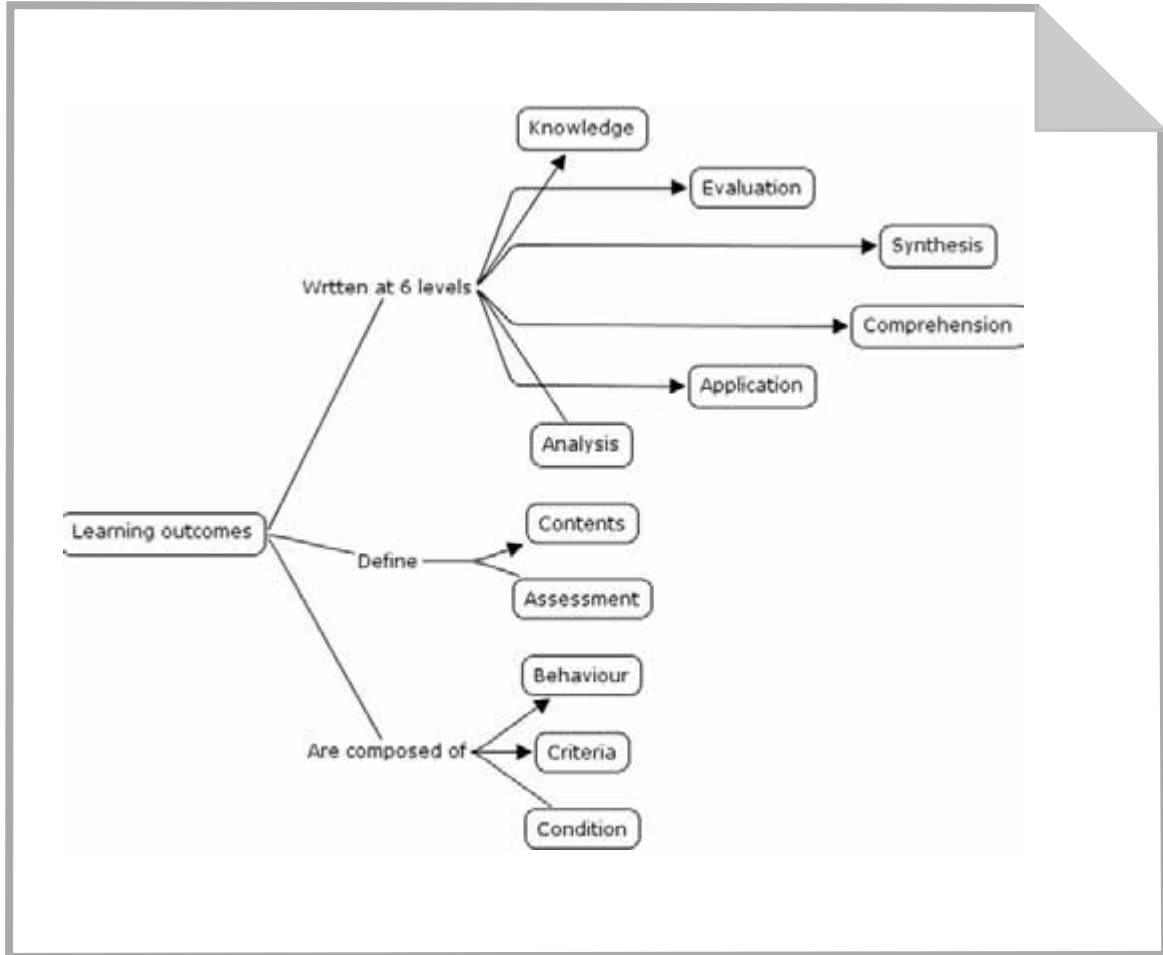 Knowledge
Evaluation
Synthesis
Wrtten at 6 levels
Comprehension
Application
Analysis
Learning outcomes
Contents
Define
Assessment
Behaviour
Are composed of
Criteria
Condition